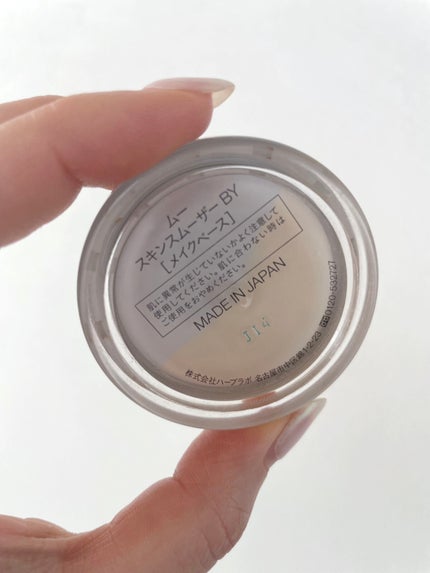 ムー
スキンスムーザー BY
[メイクベース]
肌に異常が生じていないかよく注意して
使用してください。肌に合わない時は
ご使用をおやめください。
MADE IN JAPAN
J14
株式会社ハーブラボ 名古屋市中区錦1-2-23 0120-532727